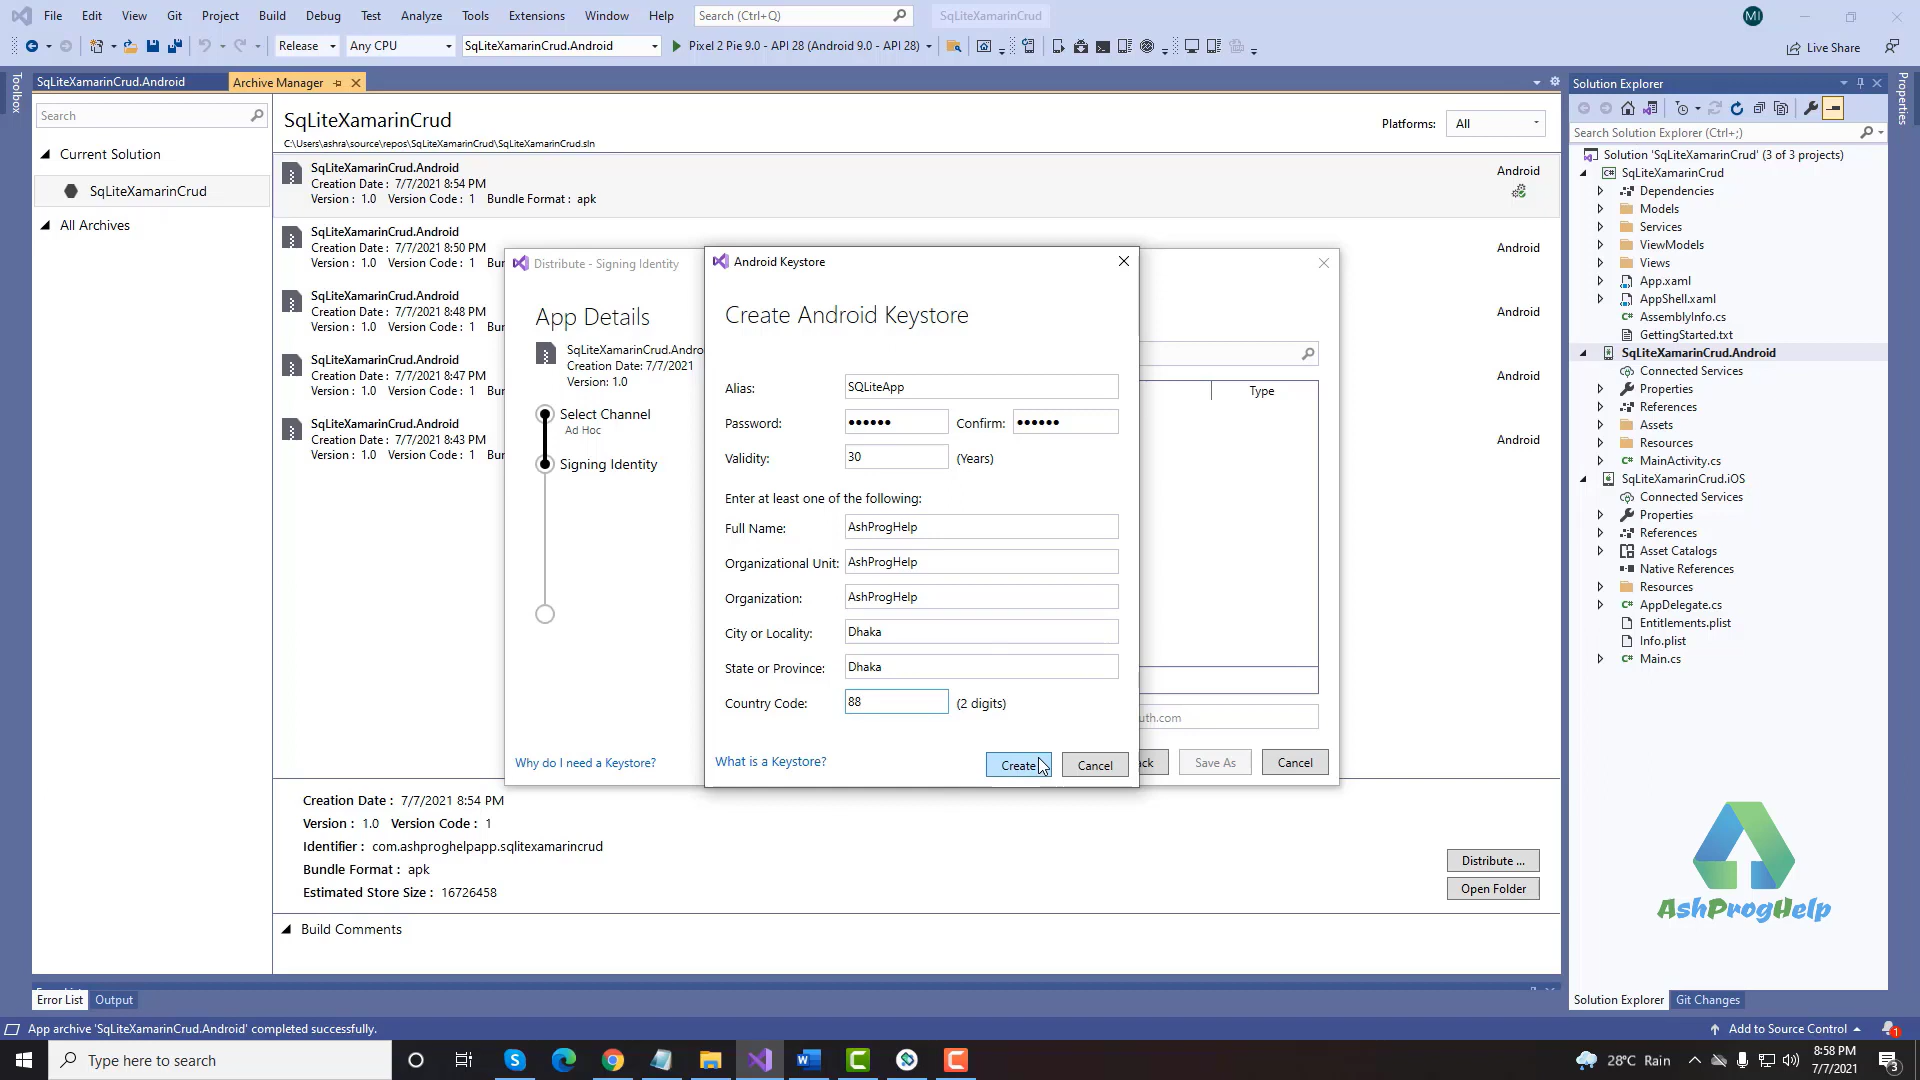 File Edit View Git Project Build Debug Test Analyze Tools Extensions Window Help Search (Ctrl+Q) SqLiteXamarinCrud MI
Release Any CPU SqLiteXamarinCrud.Android Pixel 2 Pie 9.0 - API 28 (Android 9.0 - API 28) Live Share
Toolbox
SqLiteXamarinCrud.Android Archive Manager
Search
Current Solution
SqLiteXamarinCrud
All Archives
SqLiteXamarinCrud
C:\Users\ashra\source\repos\SqLiteXamarinCrud\SqLiteXamarinCrud.sln
Platforms: All
SqLiteXamarinCrud.Android
Creation Date : 7/7/2021 8:54 PM
Version : 1.0 Version Code : 1 Bundle Format : apk
Android
SqLiteXamarinCrud.Android
Creation Date : 7/7/2021 8:50 PM
Version : 1.0 Version Code : 1 Bur
Android
SqLiteXamarinCrud.Android
Creation Date : 7/7/2021 8:48 PM
Version : 1.0 Version Code : 1 Bur
Android
SqLiteXamarinCrud.Android
Creation Date : 7/7/2021 8:47 PM
Version : 1.0 Version Code : 1 Bur
Android
SqLiteXamarinCrud.Android
Creation Date : 7/7/2021 8:43 PM
Version : 1.0 Version Code : 1 Bur
Android
Distribute - Signing Identity
App Details
SqLiteXamarinCrud.Andro
Creation Date: 7/7/2021
Version: 1.0
Select Channel
Ad Hoc
Signing Identity
Why do I need a Keystore?
Type
uth.com
ack Save As Cancel
Android Keystore
Create Android Keystore
Alias: SQLiteApp
Password: •••••• Confirm: ••••••
Validity: 30 (Years)
Enter at least one of the following:
Full Name: AshProgHelp
Organizational Unit: AshProgHelp
Organization: AshProgHelp
City or Locality: Dhaka
State or Province: Dhaka
Country Code: 88 (2 digits)
What is a Keystore? Create Cancel
Creation Date : 7/7/2021 8:54 PM
Version : 1.0 Version Code : 1
Identifier : com.ashproghelpapp.sqlitexamarincrud
Bundle Format : apk
Estimated Store Size : 16726458
Distribute ...
Open Folder
Build Comments
Solution Explorer
Search Solution Explorer (Ctrl+;)
Solution 'SqLiteXamarinCrud' (3 of 3 projects)
SqLiteXamarinCrud
Dependencies
Models
Services
ViewModels
Views
App.xaml
AppShell.xaml
AssemblyInfo.cs
GettingStarted.txt
SqLiteXamarinCrud.Android
Connected Services
Properties
References
Assets
Resources
MainActivity.cs
SqLiteXamarinCrud.iOS
Connected Services
Properties
References
Asset Catalogs
Native References
Resources
AppDelegate.cs
Entitlements.plist
Info.plist
Main.cs
Properties
AshProgHelp
Error List Output
Solution Explorer Git Changes
App archive 'SqLiteXamarinCrud.Android' completed successfully.
Add to Source Control 1
Type here to search
28°C Rain
8:58 PM
7/7/2021
3